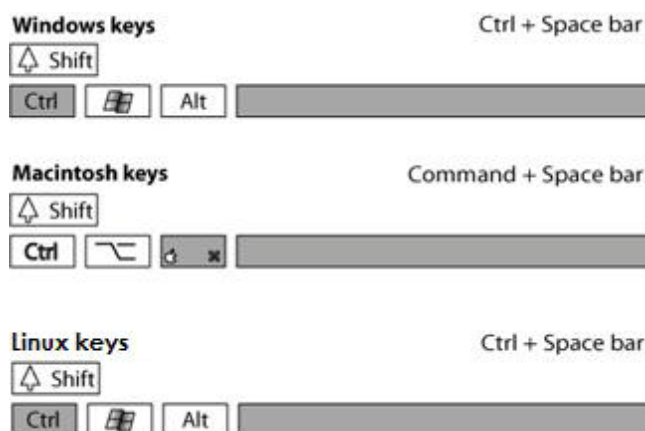 Windows keys Ctrl + Space bar
Shift
Ctrl Alt
Macintosh keys Command + Space bar
Shift
Ctrl
Linux keys Ctrl + Space bar
Shift
Ctrl Alt